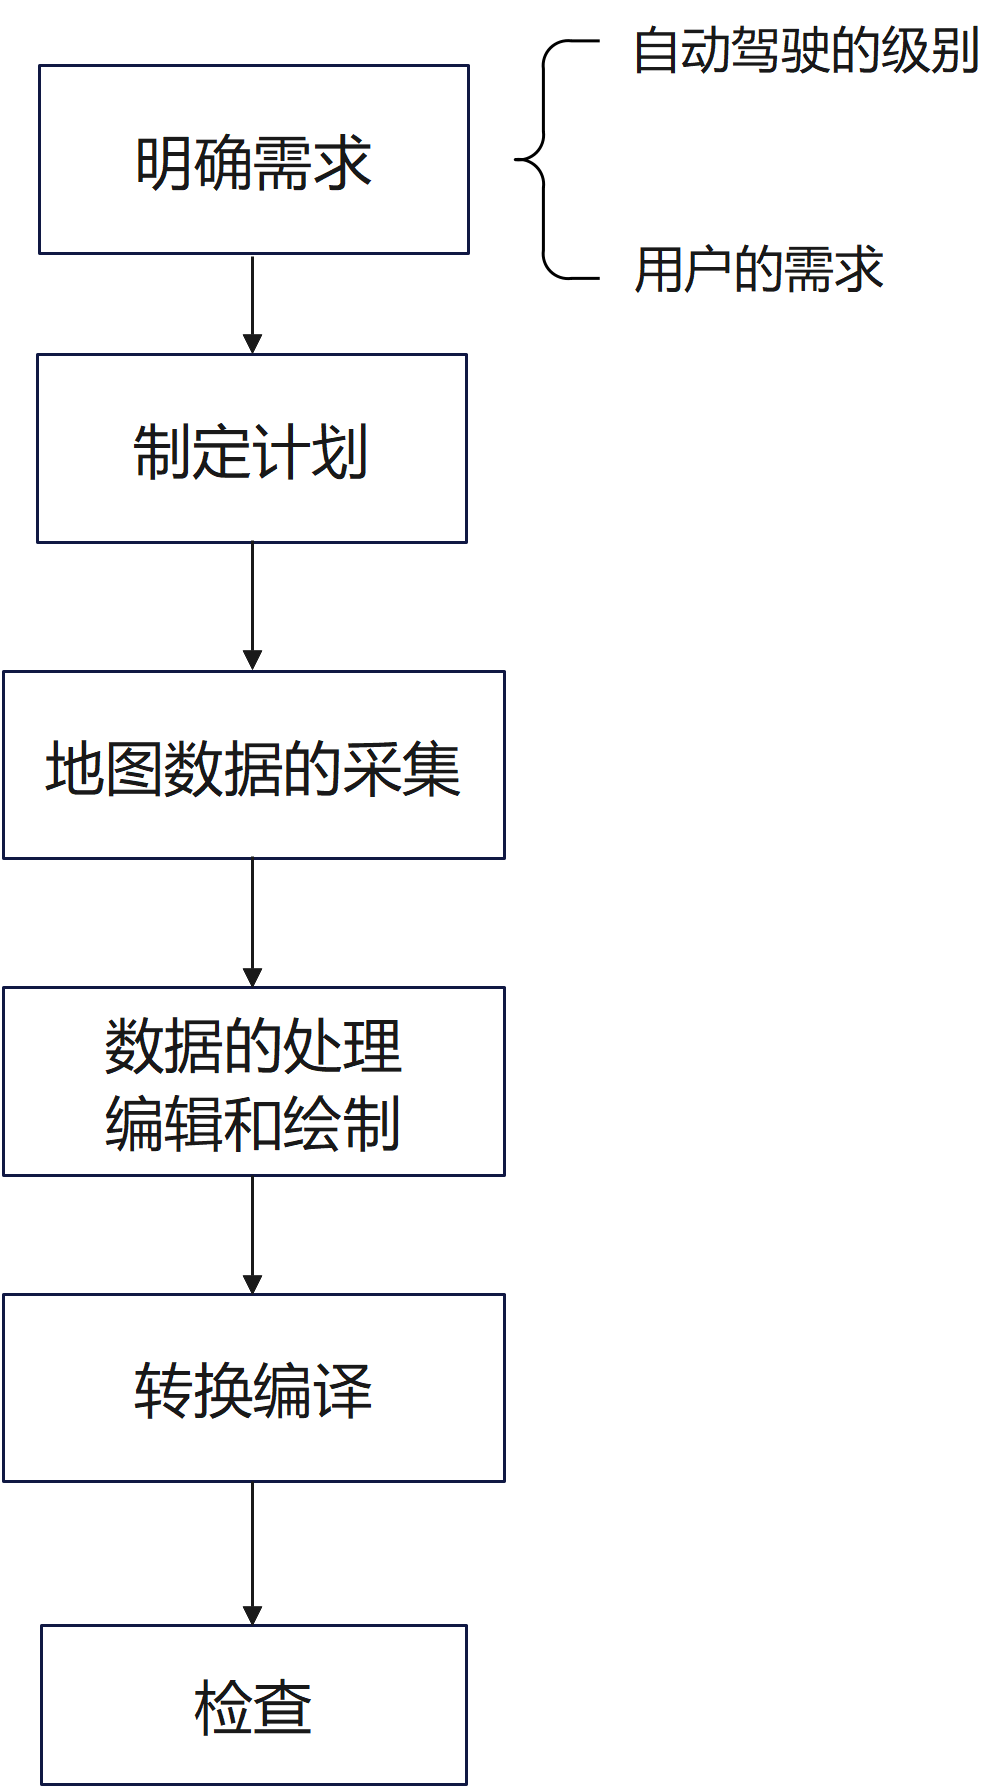 自动驾驶的级别
明确需求
用户的需求
制定计划
地图数据的采集
数据的处理
编辑和绘制
转换编译
检查